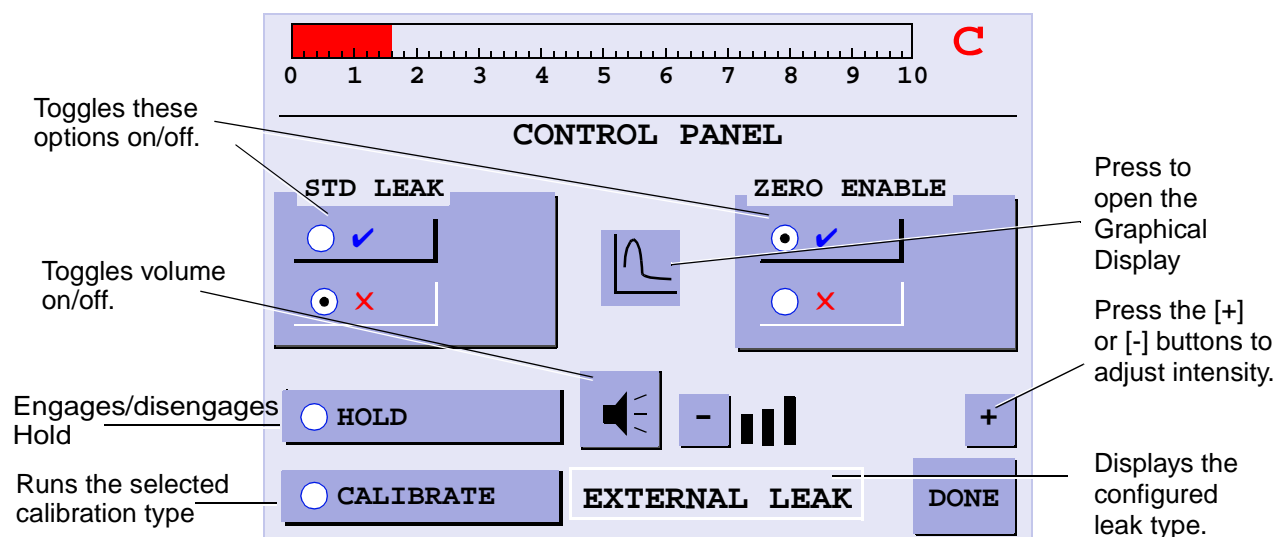 C
0 1 2 3 4 5 6 7 8 9 10
CONTROL PANEL
Toggles these
options on/off.
STD LEAK
✔
✗
ZERO ENABLE
✔
✗
Press to
open the
Graphical
Display
Toggles volume
on/off.
Press the [+]
or [-] buttons to
adjust intensity.
Engages/disengages
Hold
HOLD
-
+
Runs the selected
calibration type
CALIBRATE
EXTERNAL LEAK
DONE
Displays the
configured
leak type.